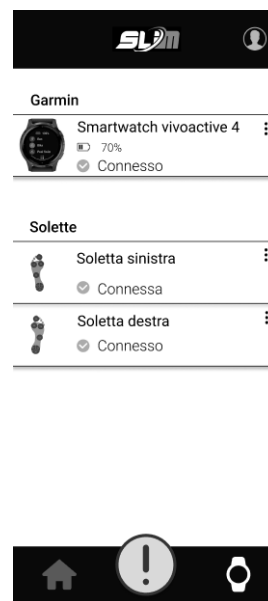 SLIM
Garmin
Smartwatch vivoactive 4
70%
Connesso
Solette
Soletta sinistra
Connessa
Soletta destra
Connesso
!